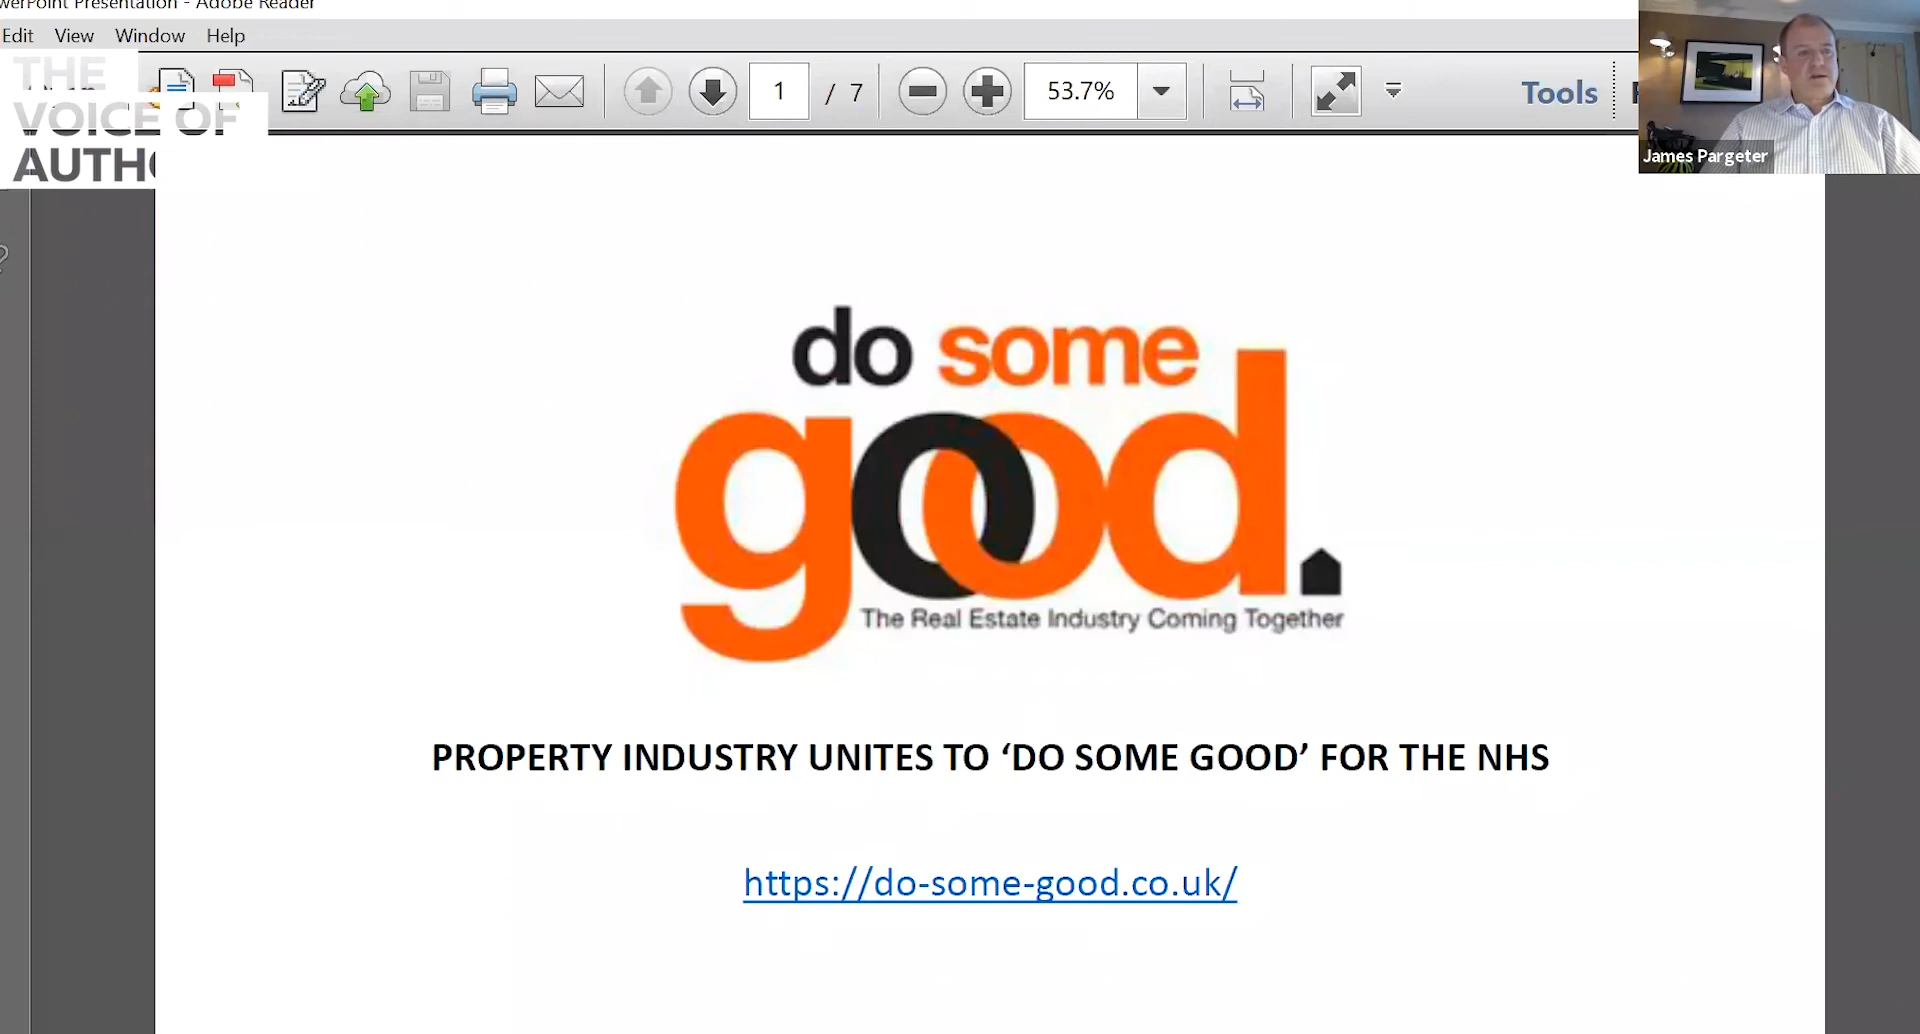 PowerPoint Presentation - Adobe Reader
Edit View Window Help
THE
VOICE OF
AUTHO
1 / 7
53.7%
Tools
James Pargeter
do some
good.
The Real Estate Industry Coming Together
PROPERTY INDUSTRY UNITES TO ‘DO SOME GOOD’ FOR THE NHS
https://do-some-good.co.uk/